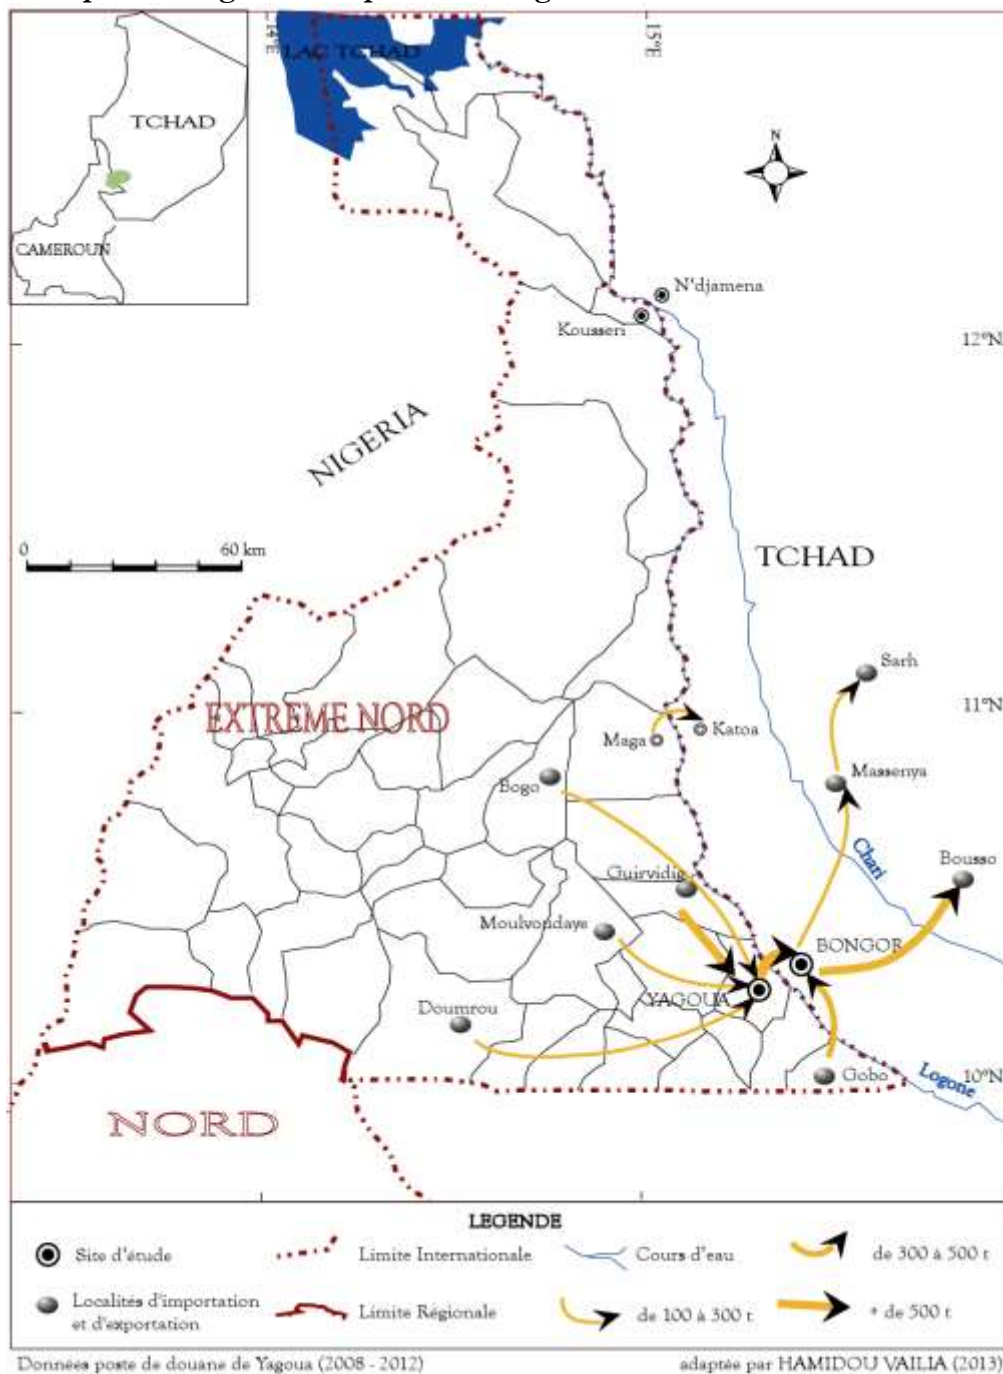 14°E
15°E
LAC TCHAD
TCHAD
CAMEROUN
N
N'djamena
Kousseri
12°N
NIGERIA
0 60 km
TCHAD
Sarh
EXTREME NORD
11°N
Maga
Katoa
Massenya
Bogo
Chari
Bousso
Guirvidig
Moulvoudaye
BONGOR
YAGOUA
Doumrou
Gobo
10°N
Logone
NORD
LEGENDE
Site d'étude
Limite Internationale
Cours d'eau
de 300 à 500 t
Localités d'importation
et d'exportation
Limite Régionale
de 100 à 300 t
+ de 500 t
Données poste de douane de Yagoua (2008 - 2012)
adaptée par HAMIDOU VAILIA (2013)